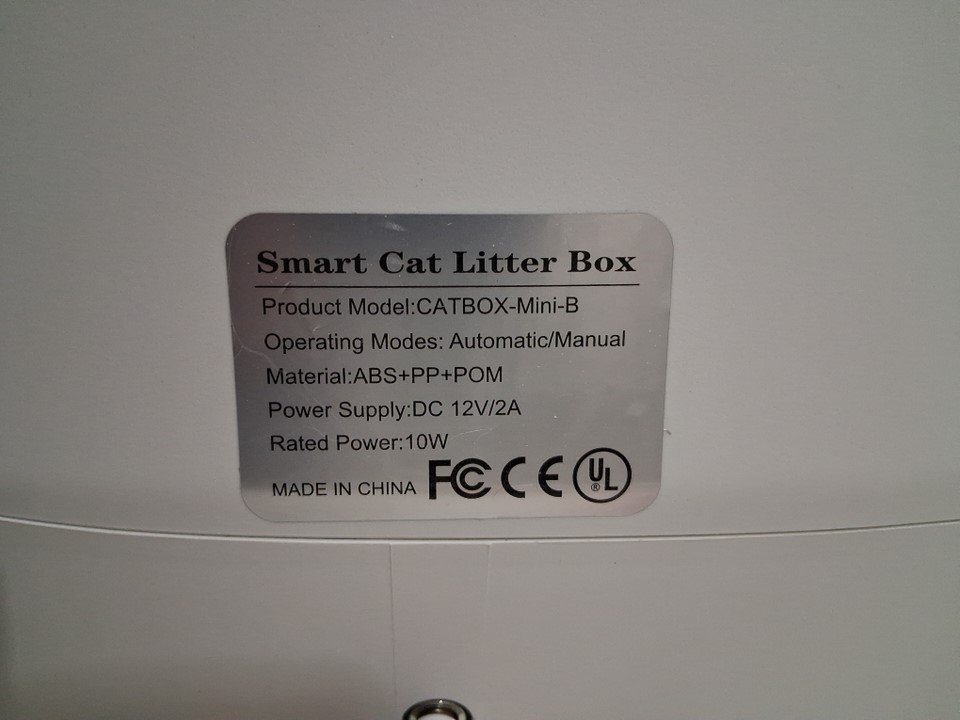 Smart Cat Litter Box
Product Model:CATBOX-Mini-B
Operating Modes: Automatic/Manual
Material:ABS+PP+POM
Power Supply:DC 12V/2A
Rated Power:10W
MADE IN CHINA FC CE UL®